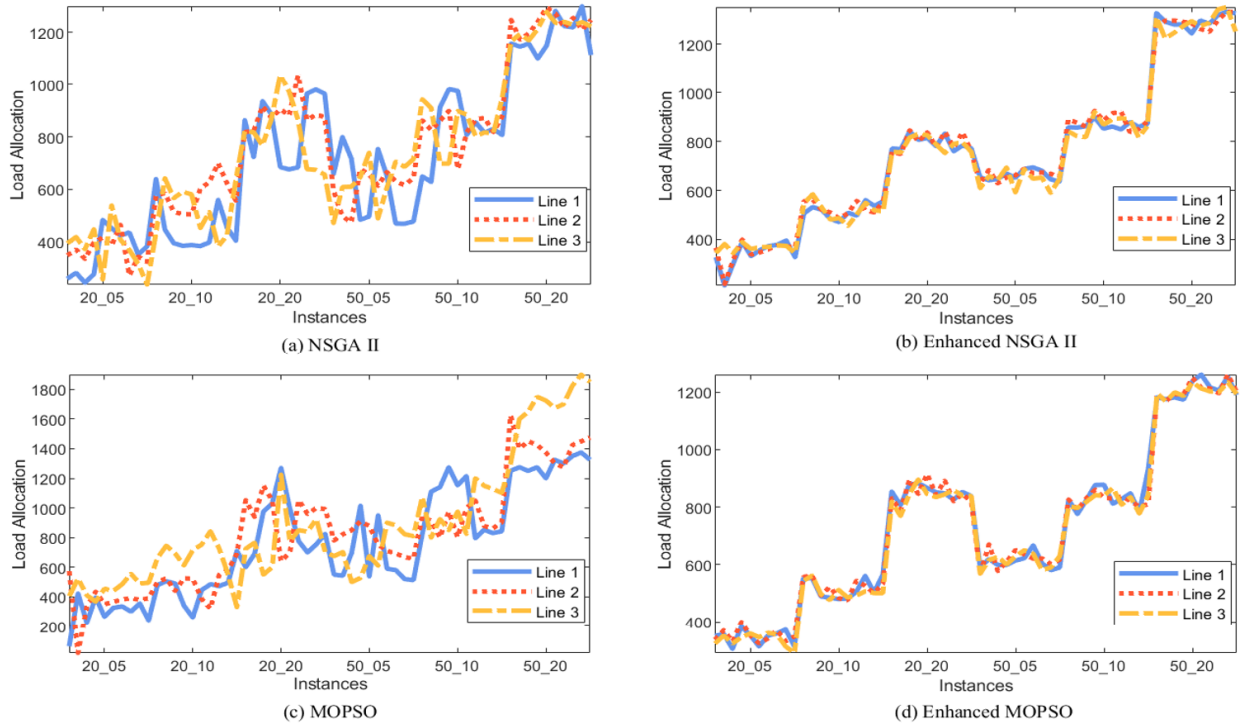 Load Allocation
1200
1000
800
600
400
Line 1
Line 2
Line 3
20_05
20_10
20_20
50_05
50_10
50_20
Instances
(a) NSGA II
Load Allocation
1200
1000
800
600
400
Line 1
Line 2
Line 3
20_05
20_10
20_20
50_05
50_10
50_20
Instances
(b) Enhanced NSGA II
Load Allocation
1800
1600
1400
1200
1000
800
600
400
200
Line 1
Line 2
Line 3
20_05
20_10
20_20
50_05
50_10
50_20
Instances
(c) MOPSO
Load Allocation
1200
1000
800
600
400
Line 1
Line 2
Line 3
20_05
20_10
20_20
50_05
50_10
50_20
Instances
(d) Enhanced MOPSO